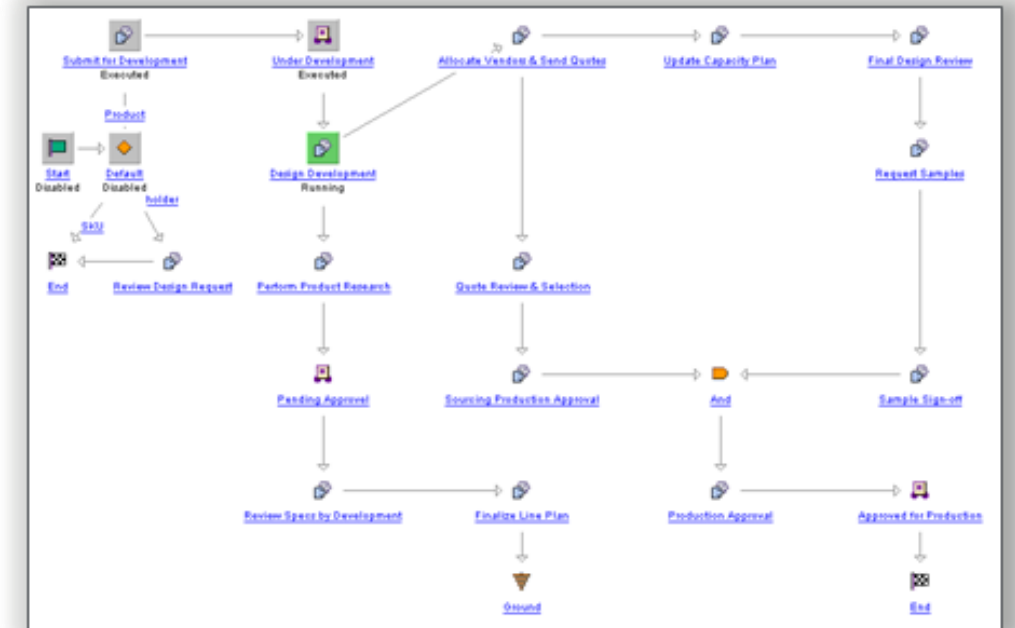 Submit for Development
Executed
Under Development
Executed
Allocate Vendors & Send Quotes
Update Capacity Plan
Final Design Review
Product
Start
Disabled
Default
Disabled
Design Development
Running
Request Samples
holder
SKU
End
Review Design Request
Perform Product Research
Quote Review & Selection
Pending Approval
Sourcing Production Approval
And
Sample Sign-off
Review Specs by Development
Finalize Line Plan
Production Approval
Approved for Production
Ground
End